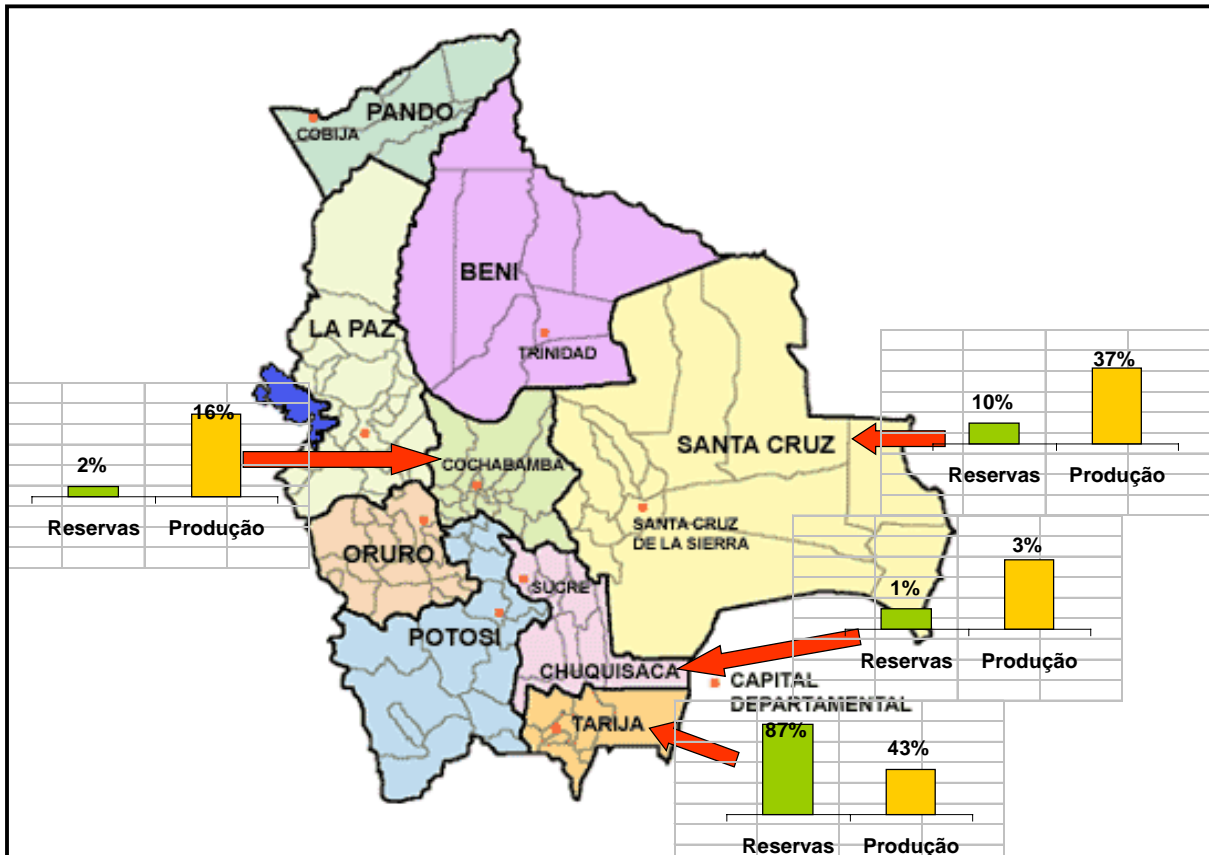 PANDO
COBIJA
BENI
LA PAZ
TRINIDAD
37%
10%
SANTA CRUZ
Reservas Produção
16%
2%
COCHABAMBA
Reservas Produção
SANTA CRUZ
DE LA SIERRA
ORURO
3%
1%
SUCRE
POTOSÍ
Reservas Produção
CHUQUISACA
CAPITAL
DEPARTAMENTAL
TARIJA
87%
43%
Reservas Produção